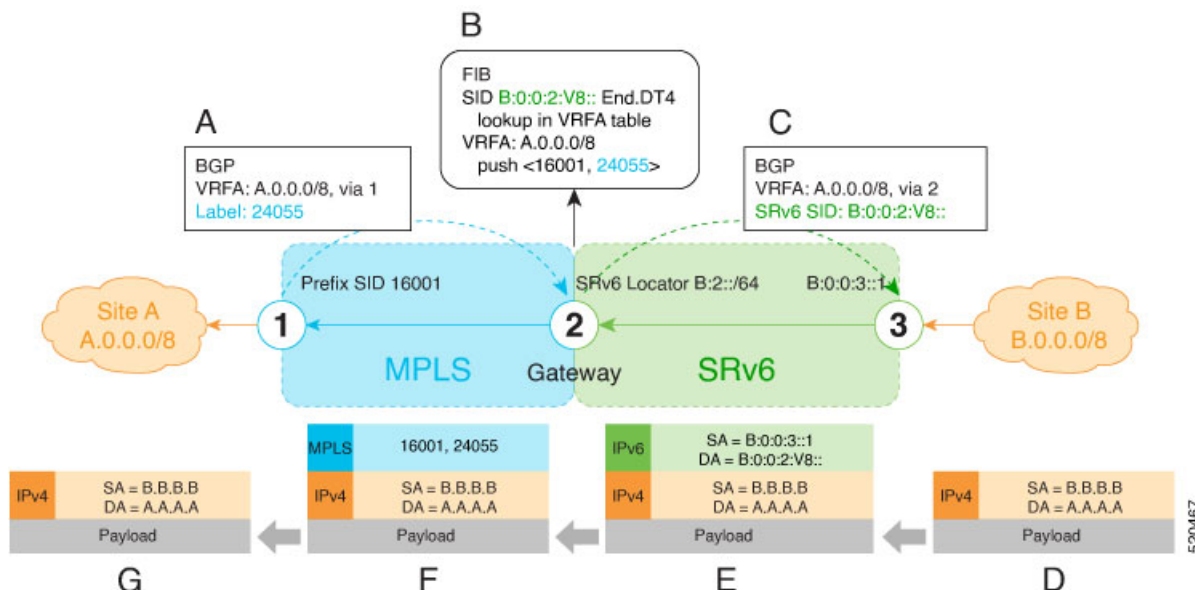 B
FIB
SID B:0:0:2:V8:: End.DT4
lookup in VRFA table
VRFA: A.0.0.0/8
push <16001, 24055>
A
BGP
VRFA: A.0.0.0/8, via 1
Label: 24055
C
BGP
VRFA: A.0.0.0/8, via 2
SRv6 SID: B:0:0:2:V8::
Prefix SID 16001
SRv6 Locator B:2::/64
B:0:0:3::1
Site A
A.0.0.0/8
1
2
3
Site B
B.0.0.0/8
MPLS
Gateway
SRv6
IPv4
SA = B.B.B.B
DA = A.A.A.A
Payload
G
MPLS
16001, 24055
IPv4
SA = B.B.B.B
DA = A.A.A.A
Payload
F
IPv6
SA = B:0:0:3::1
DA = B:0:0:2:V8::
IPv4
SA = B.B.B.B
DA = A.A.A.A
Payload
E
IPv4
SA = B.B.B.B
DA = A.A.A.A
Payload
D
520467